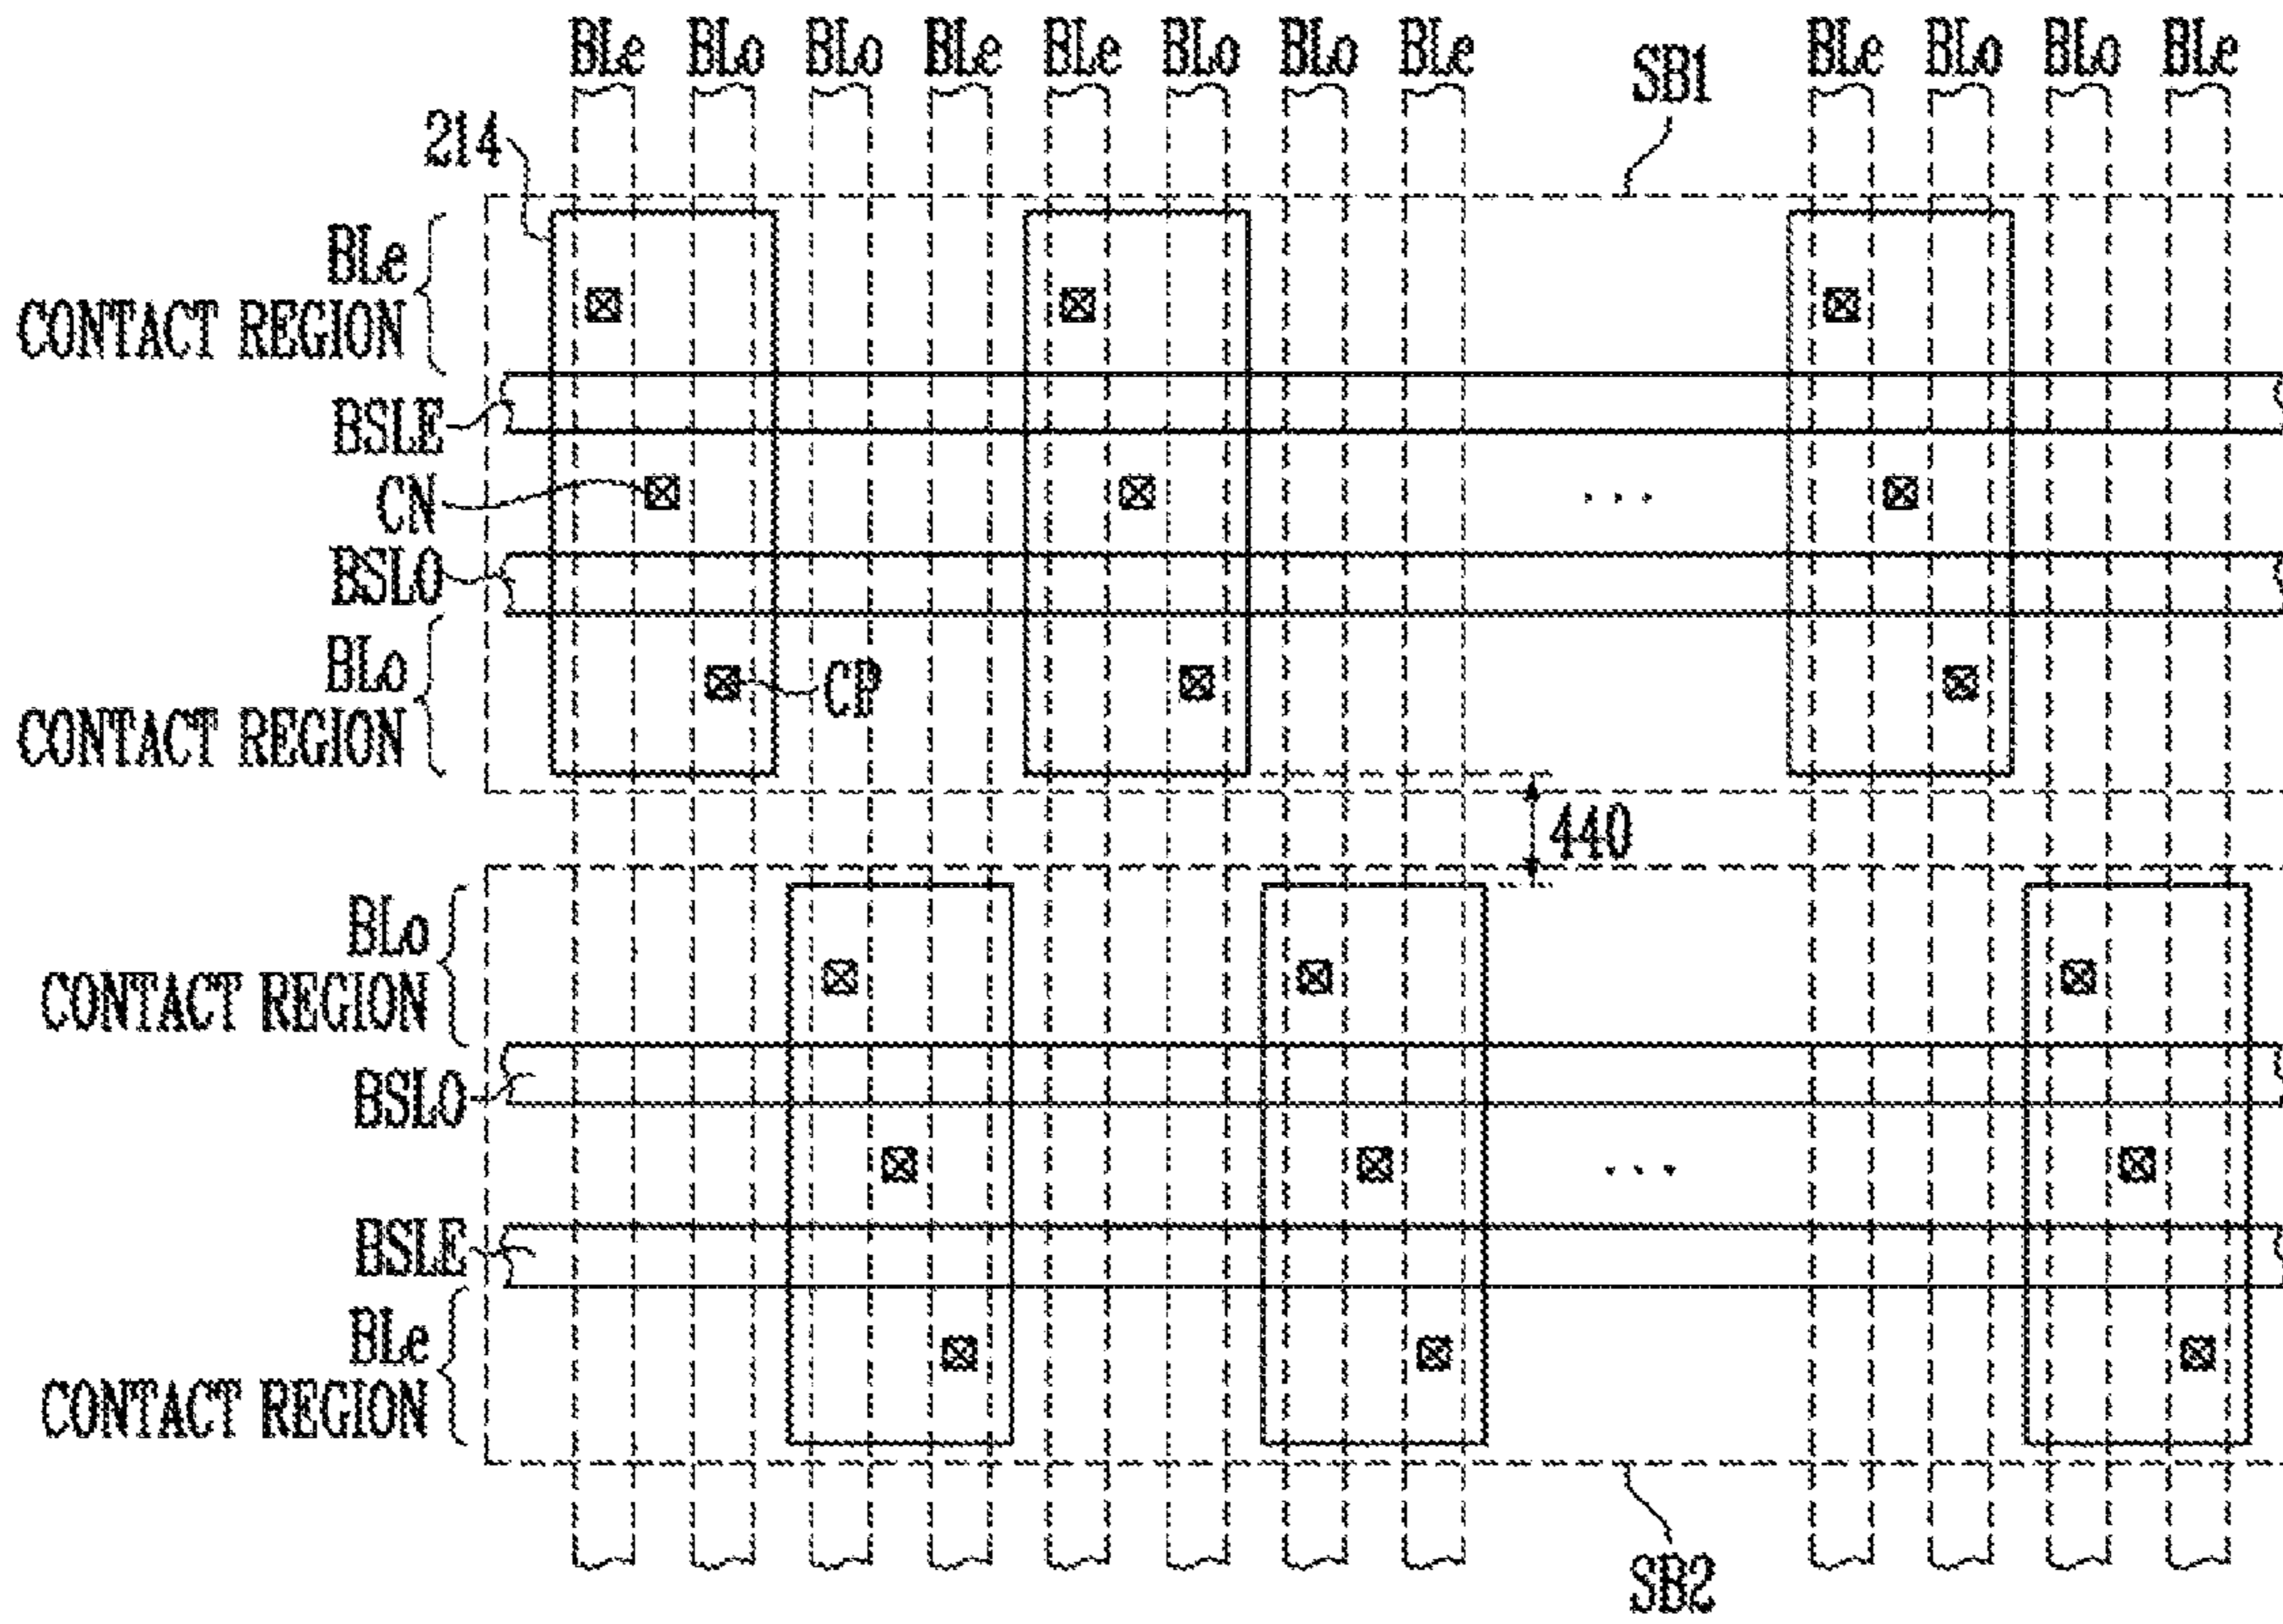 BLe BLo BLo BLe BLe BLo BLo BLe BLe BLo BLo BLe
SB1
214
BLe
CONTACT REGION
BSLE
CN
...
BSLO
BLo
CONTACT REGION
CP
440
BLo
CONTACT REGION
BSLO
...
BSLE
BLe
CONTACT REGION
SB2